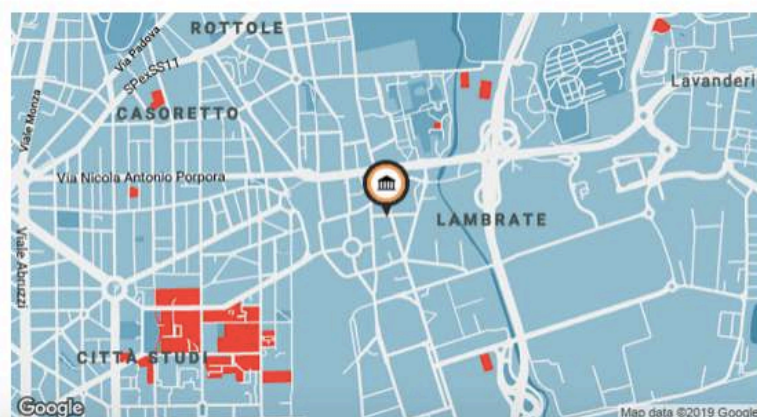 ROTTOLE
Via Padova
SPexSS11
CASORETTO
Viale Monza
Lavanderi
Via Nicola Antonio Porpora
LAMBRATE
Viale Abruzzi
CITTÀ STUDI
Google
Map data ©2019 Google